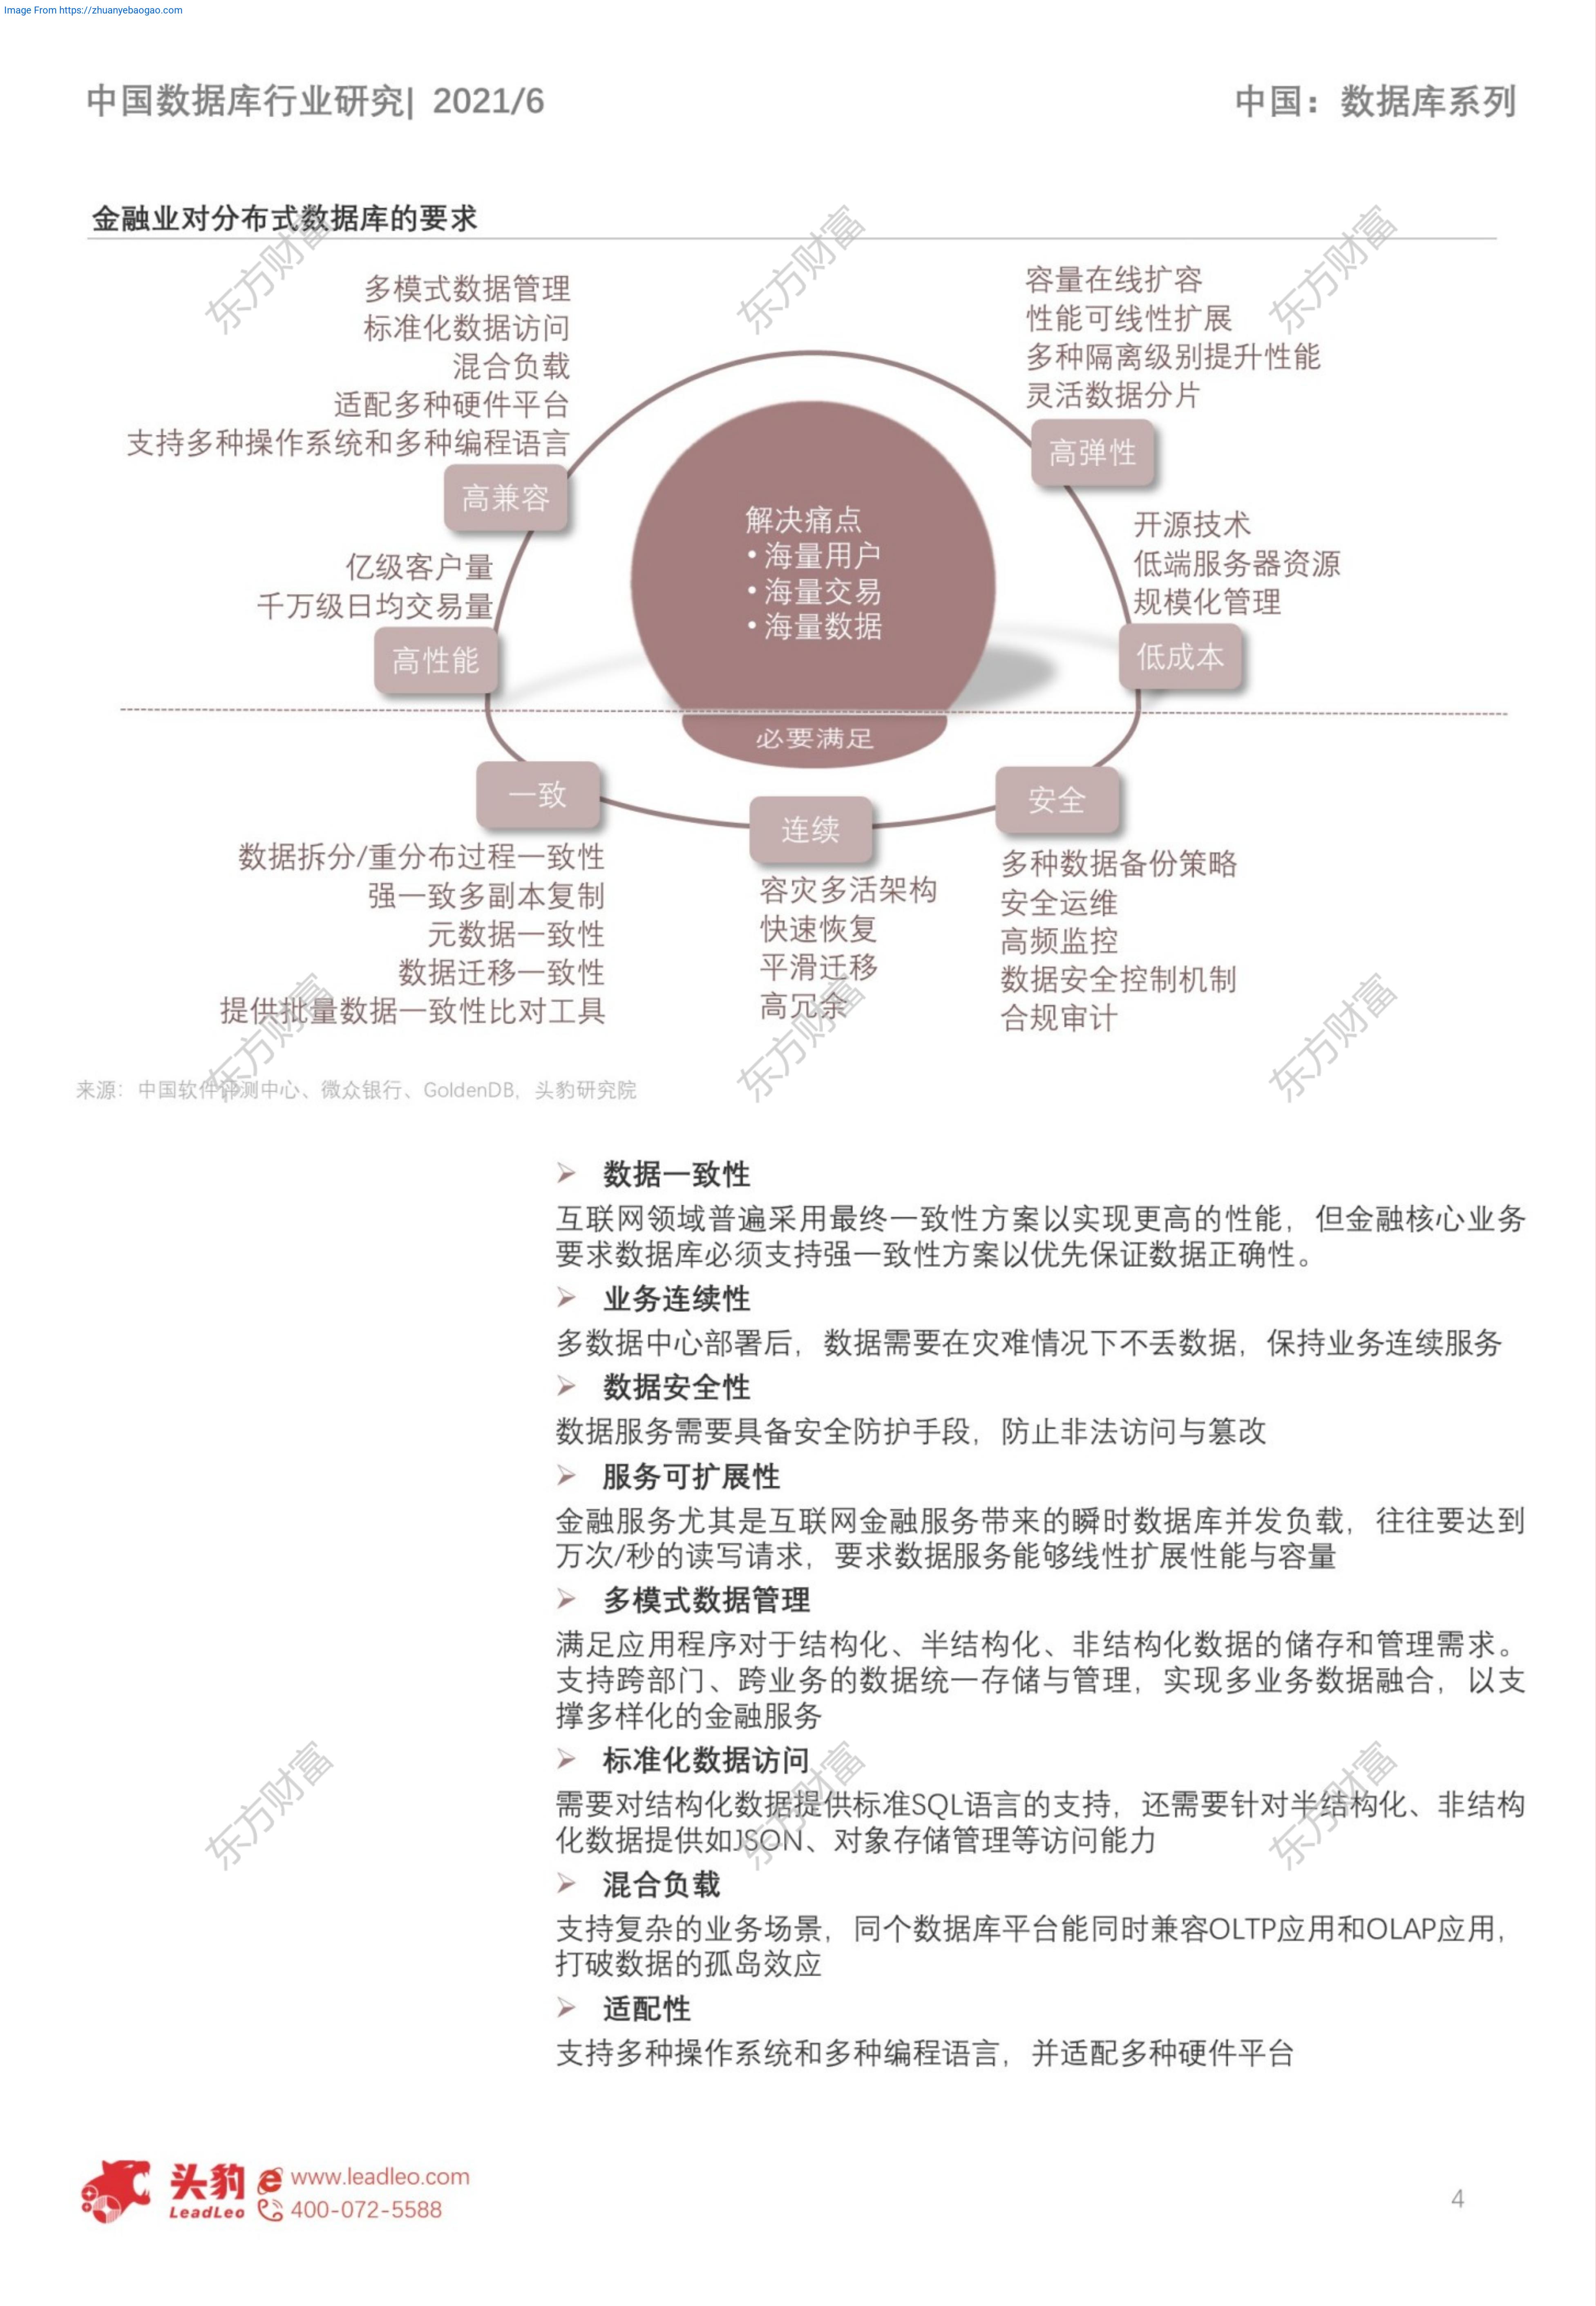 Image From https://zhuanyebaogao.com
中国数据库行业研究| 2021/6
中国：数据库系列
金融业对分布式数据库的要求
多模式数据管理
标准化数据访问
混合负载
适配多种硬件平台
支持多种操作系统和多种编程语言
高兼容
容量在线扩容
性能可线性扩展
多种隔离级别提升性能
灵活数据分片
高弹性
亿级客户量
千万级日均交易量
高性能
解决痛点
•海量用户
•海量交易
•海量数据
开源技术
低端服务器资源
规模化管理
低成本
必要满足
一致
数据拆分/重分布过程一致性
强一致多副本复制
元数据一致性
数据迁移一致性
提供批量数据一致性比对工具
连续
容灾多活架构
快速恢复
平滑迁移
高冗余
安全
多种数据备份策略
安全运维
高频监控
数据安全控制机制
合规审计
来源：中国软件评测中心、微众银行、GoldenDB，头豹研究院
➢ 数据一致性
互联网领域普遍采用最终一致性方案以实现更高的性能，但金融核心业务
要求数据库必须支持强一致性方案以优先保证数据正确性。
➢ 业务连续性
多数据中心部署后，数据需要在灾难情况下不丢数据，保持业务连续服务
➢ 数据安全性
数据服务需要具备安全防护手段，防止非法访问与篡改
➢ 服务可扩展性
金融服务尤其是互联网金融服务带来的瞬时数据库并发负载，往往要达到
万次/秒的读写请求，要求数据服务能够线性扩展性能与容量
➢ 多模式数据管理
满足应用程序对于结构化、半结构化、非结构化数据的储存和管理需求。
支持跨部门、跨业务的数据统一存储与管理，实现多业务数据融合，以支
撑多样化的金融服务
➢ 标准化数据访问
需要对结构化数据提供标准SQL语言的支持，还需要针对半结构化、非结构
化数据提供如JSON、对象存储管理等访问能力
➢ 混合负载
支持复杂的业务场景，同个数据库平台能同时兼容OLTP应用和OLAP应用，
打破数据的孤岛效应
➢ 适配性
支持多种操作系统和多种编程语言，并适配多种硬件平台
头豹
LeadLeo
www.leadleo.com
400-072-5588
4
东方财富
东方财富
东方财富
东方财富
东方财富
东方财富
东方财富
东方财富
东方财富